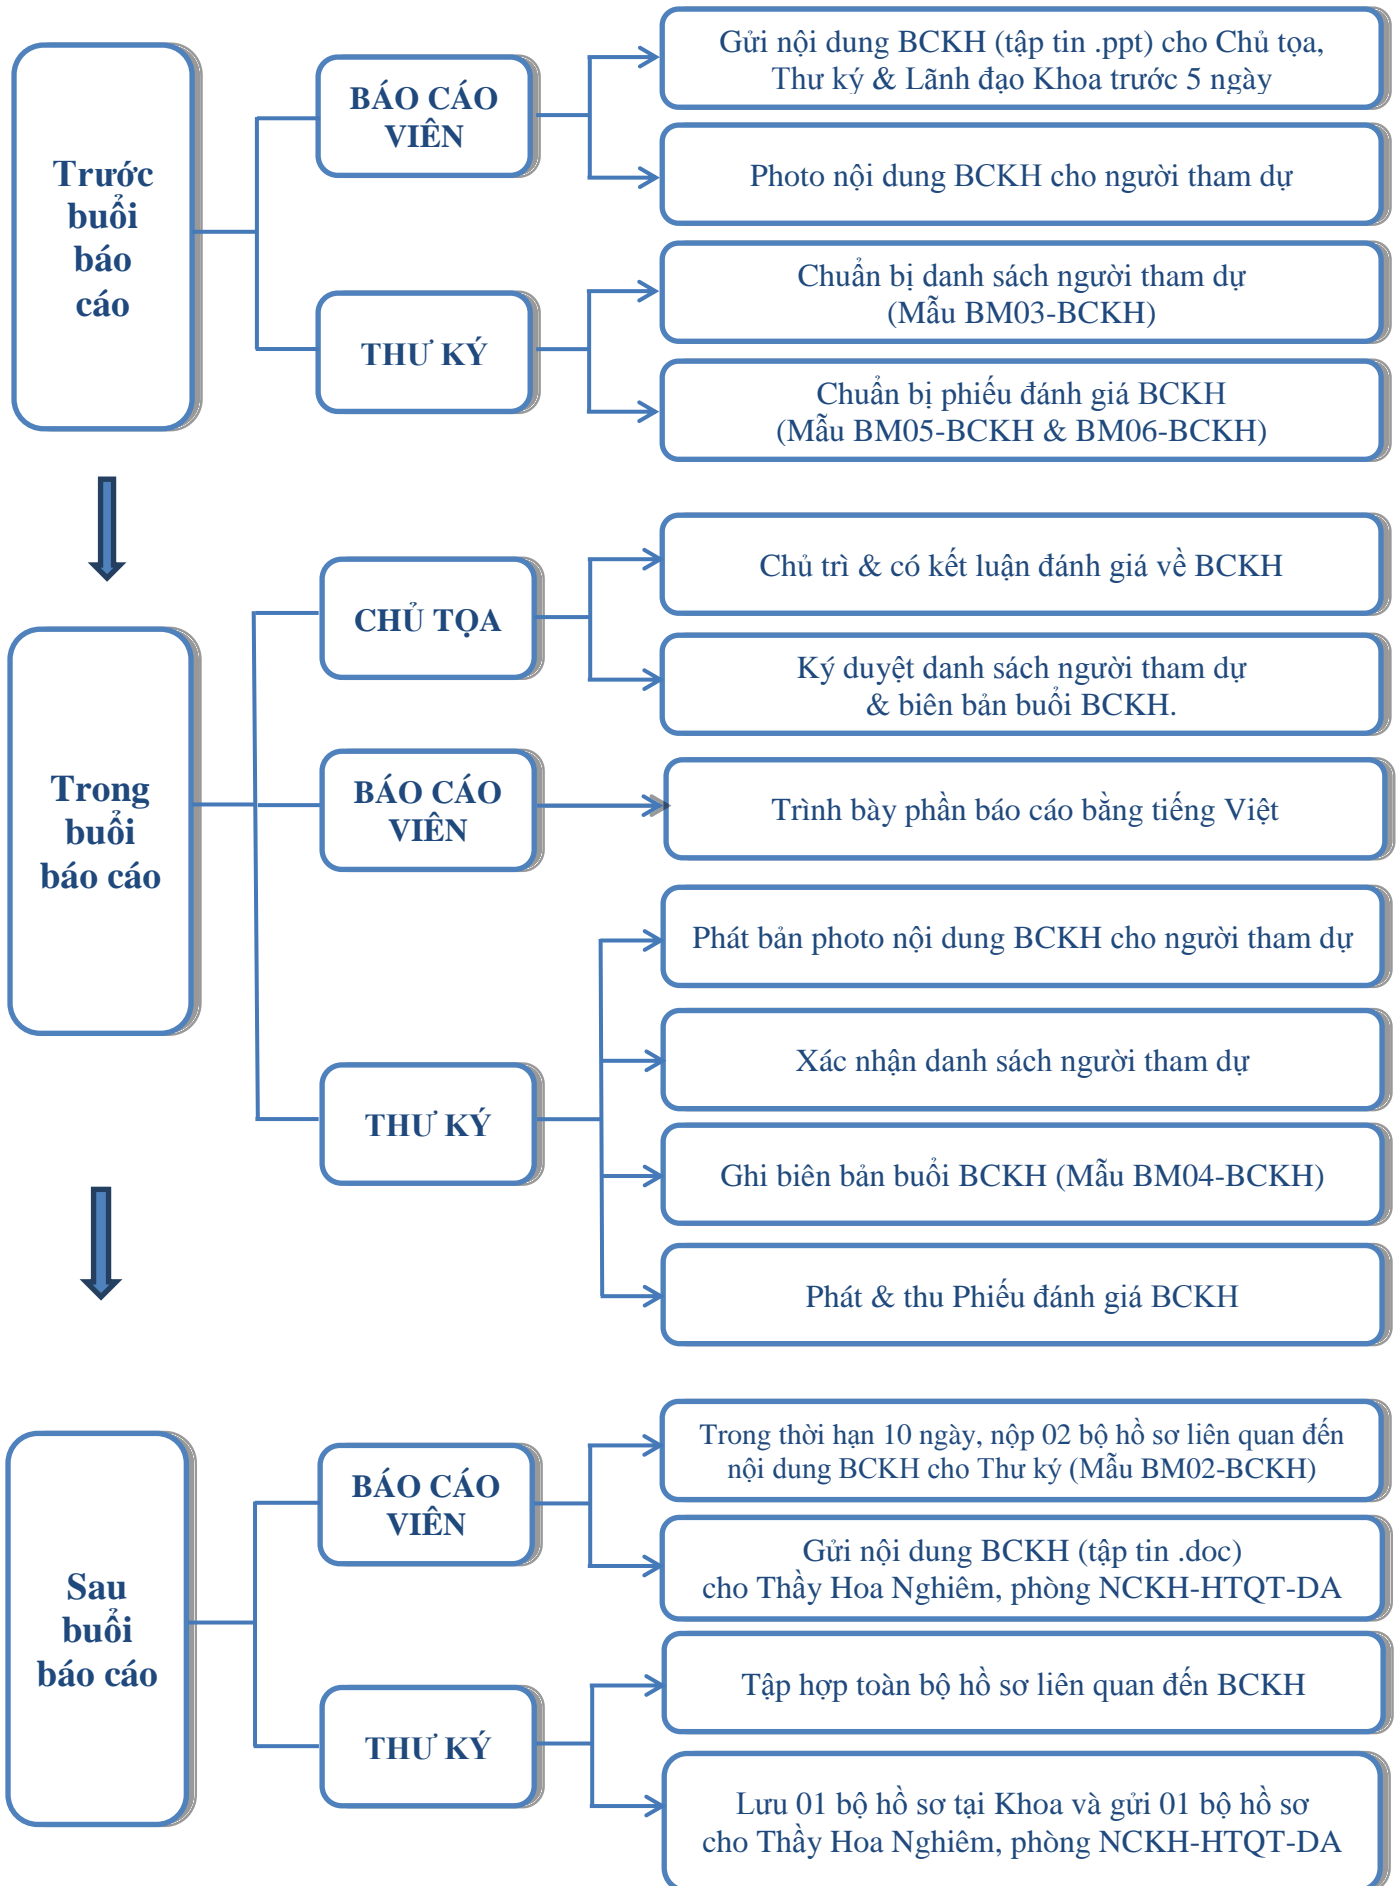 Trước
buổi
báo
cáo
BÁO CÁO
VIÊN
Gửi nội dung BCKH (tập tin .ppt) cho Chủ tọa,
Thư ký & Lãnh đạo Khoa trước 5 ngày
Photo nội dung BCKH cho người tham dự
THƯ KÝ
Chuẩn bị danh sách người tham dự
(Mẫu BM03-BCKH)
Chuẩn bị phiếu đánh giá BCKH
(Mẫu BM05-BCKH & BM06-BCKH)
Trong
buổi
báo cáo
CHỦ TỌA
Chủ trì & có kết luận đánh giá về BCKH
Ký duyệt danh sách người tham dự
& biên bản buổi BCKH.
BÁO CÁO
VIÊN
Trình bày phần báo cáo bằng tiếng Việt
THƯ KÝ
Phát bản photo nội dung BCKH cho người tham dự
Xác nhận danh sách người tham dự
Ghi biên bản buổi BCKH (Mẫu BM04-BCKH)
Phát & thu Phiếu đánh giá BCKH
Sau
buổi
báo cáo
BÁO CÁO
VIÊN
Trong thời hạn 10 ngày, nộp 02 bộ hồ sơ liên quan đến
nội dung BCKH cho Thư ký (Mẫu BM02-BCKH)
Gửi nội dung BCKH (tập tin .doc)
cho Thầy Hoa Nghiêm, phòng NCKH-HTQT-DA
THƯ KÝ
Tập hợp toàn bộ hồ sơ liên quan đến BCKH
Lưu 01 bộ hồ sơ tại Khoa và gửi 01 bộ hồ sơ
cho Thầy Hoa Nghiêm, phòng NCKH-HTQT-DA